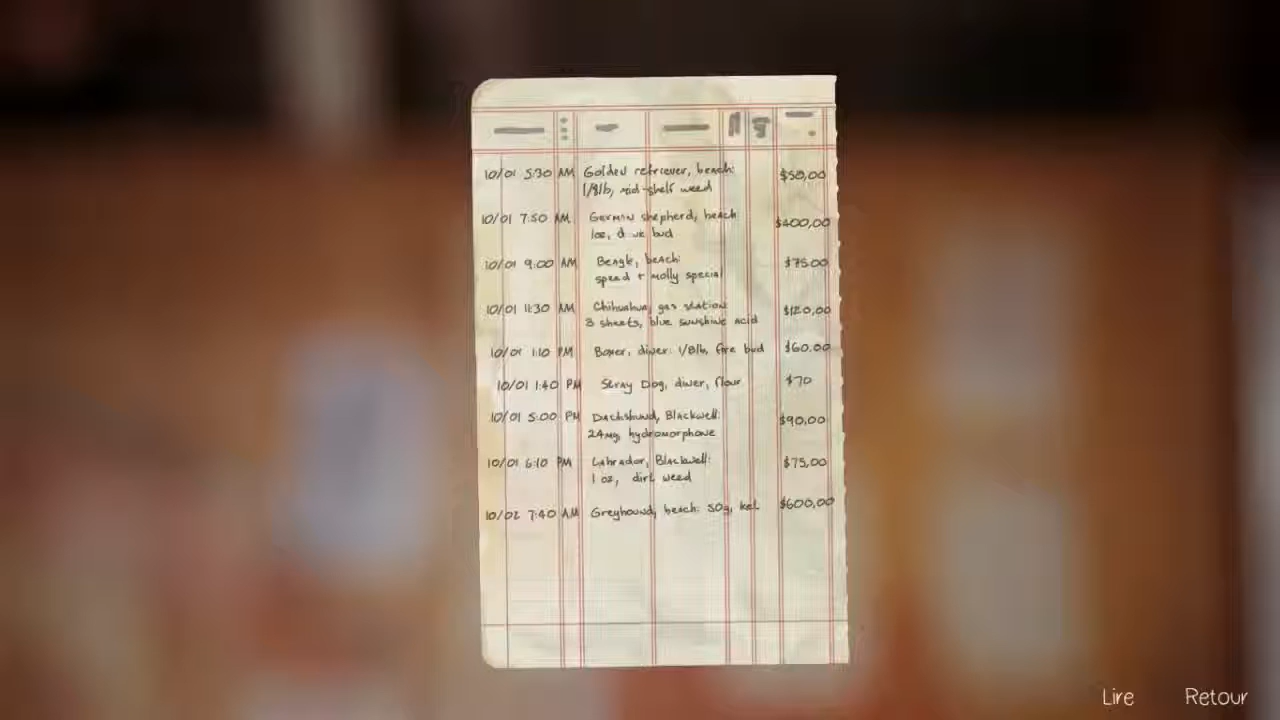 10/01 5:30 AM Golden retriever, beach: $50,00
1/8lb, mid-shelf weed
10/01 7:50 AM German shepherd, beach $400,00
1oz, bud
10/01 9:00 AM Beagle, beach: $75.00
speed + molly special
10/01 11:30 AM Chihuahua, gas station: $120,00
3 sheets, blue sunshine acid
10/01 1:10 PM Boxer, diner: 1/8lb, fire bud $60.00
10/01 1:40 PM Stray Dog, diner, flour $70
10/01 5:00 PM Dachshund, Blackwell: $90,00
24mg hydromorphone
10/01 6:10 PM Labrador, Blackwell: $75,00
1 oz, dirt weed
10/02 7:40 AM Greyhound, beach: 50g, $600,00
Lire Retour